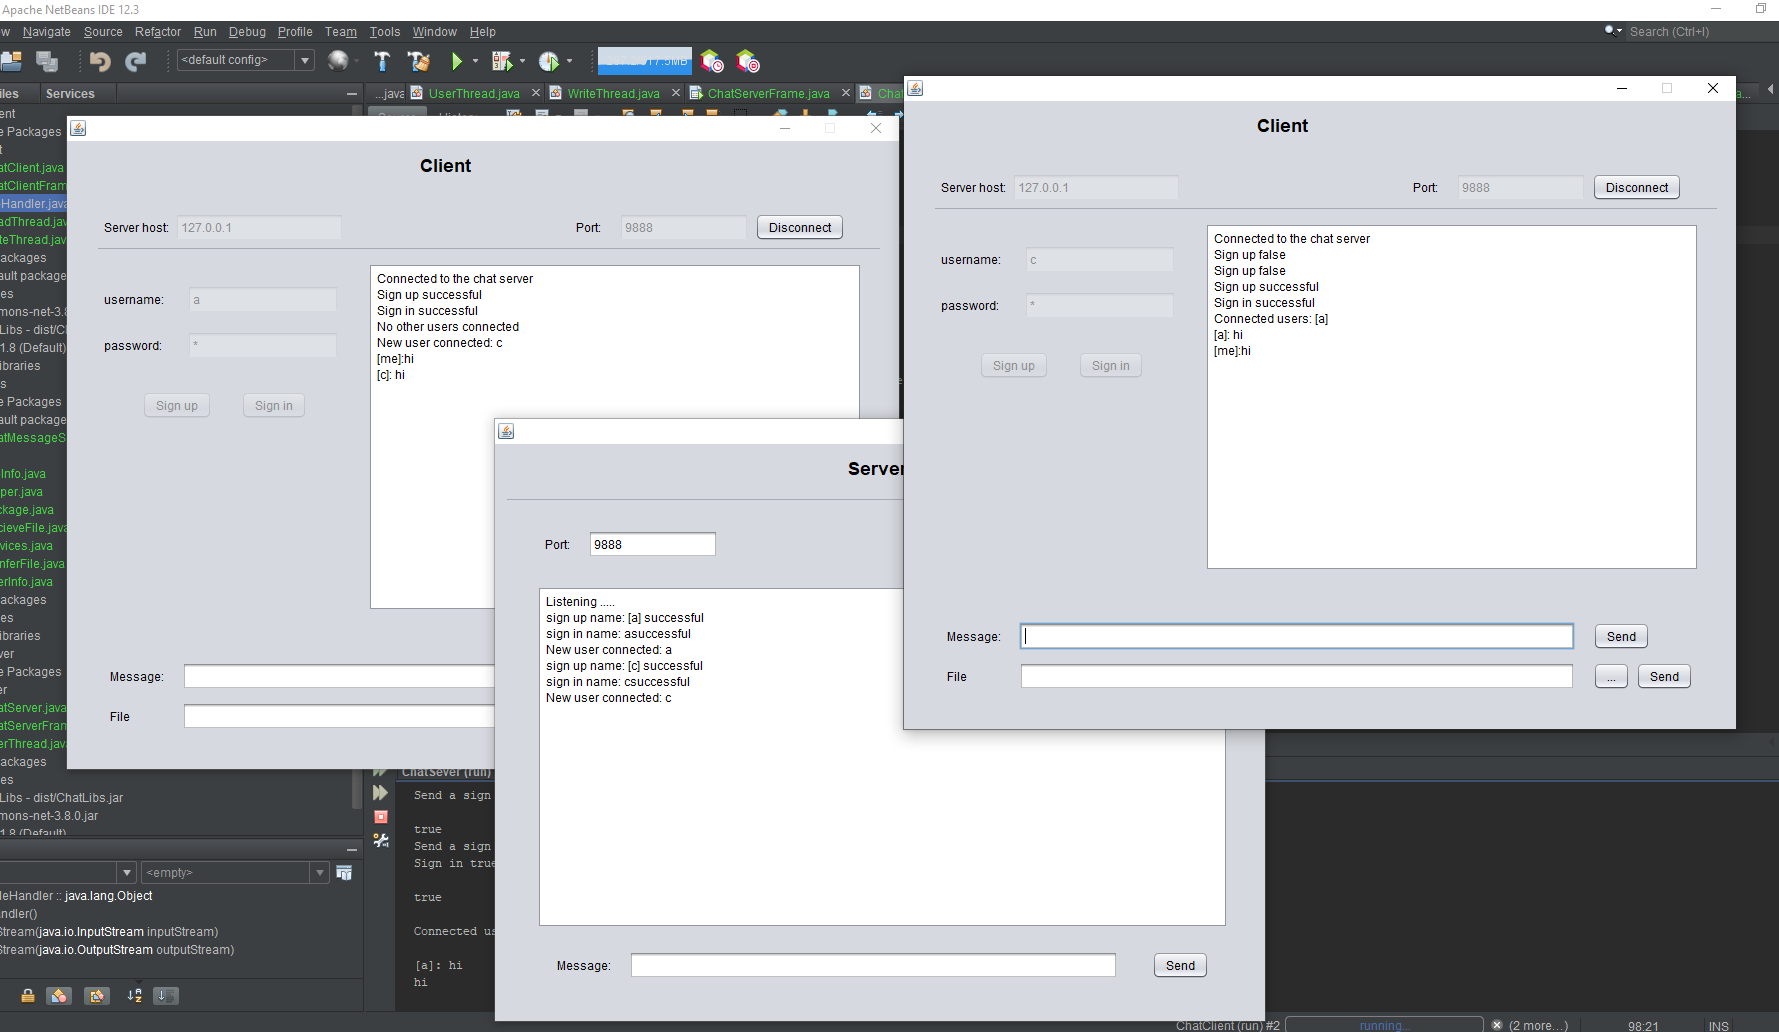 Apache NetBeans IDE 12.3
Navigate Source Refactor Run Debug Profile Team Tools Window Help
Search (Ctrl+I)
<default config>
Services
...java
UserThread.java
WriteThread.java
ChatServerFrame.java
Client
Server host: 127.0.0.1
Port: 9888
Disconnect
username: a
password: *
Sign up
Sign in
Connected to the chat server
Sign up successful
Sign in successful
No other users connected
New user connected: c
[me]:hi
[c]: hi
Message:
File
Client
Server host: 127.0.0.1
Port: 9888
Disconnect
username: c
password: *
Sign up
Sign in
Connected to the chat server
Sign up false
Sign up false
Sign up successful
Sign in successful
Connected users: [a]
[a]: hi
[me]:hi
Message:
Send
File
...
Send
Server
Port: 9888
Listening .....
sign up name: [a] successful
sign in name: asuccessful
New user connected: a
sign up name: [c] successful
sign in name: csuccessful
New user connected: c
Message:
Send
e Packages
atClient.java
atClientFram
eHandler.java
adThread.jav
iteThread.jav
ackages
ault package
es
mons-net-3.8
Libs - dist/Ch
1.8 (Default)
ibraries
s
e Packages
ault package
atMessageS
Info.java
per.java
ckage.java
cieveFile.java
vices.java
nferFile.java
erInfo.java
ackages
es
ibraries
ver
e Packages
er
atServer.java
atServerFran
erThread.java
ackages
es
Libs - dist/ChatLibs.jar
mons-net-3.8.0.jar
1.8 (Default)
<empty>
leHandler :: java.lang.Object
andler()
Stream(java.io.InputStream inputStream)
Stream(java.io.OutputStream outputStream)
ChatSever (run)
Send a sign
true
Send a sign
Sign in true
true
Connected us
[a]: hi
hi
ChatClient (run) #2
running...
(2 more...)
98:21
INS